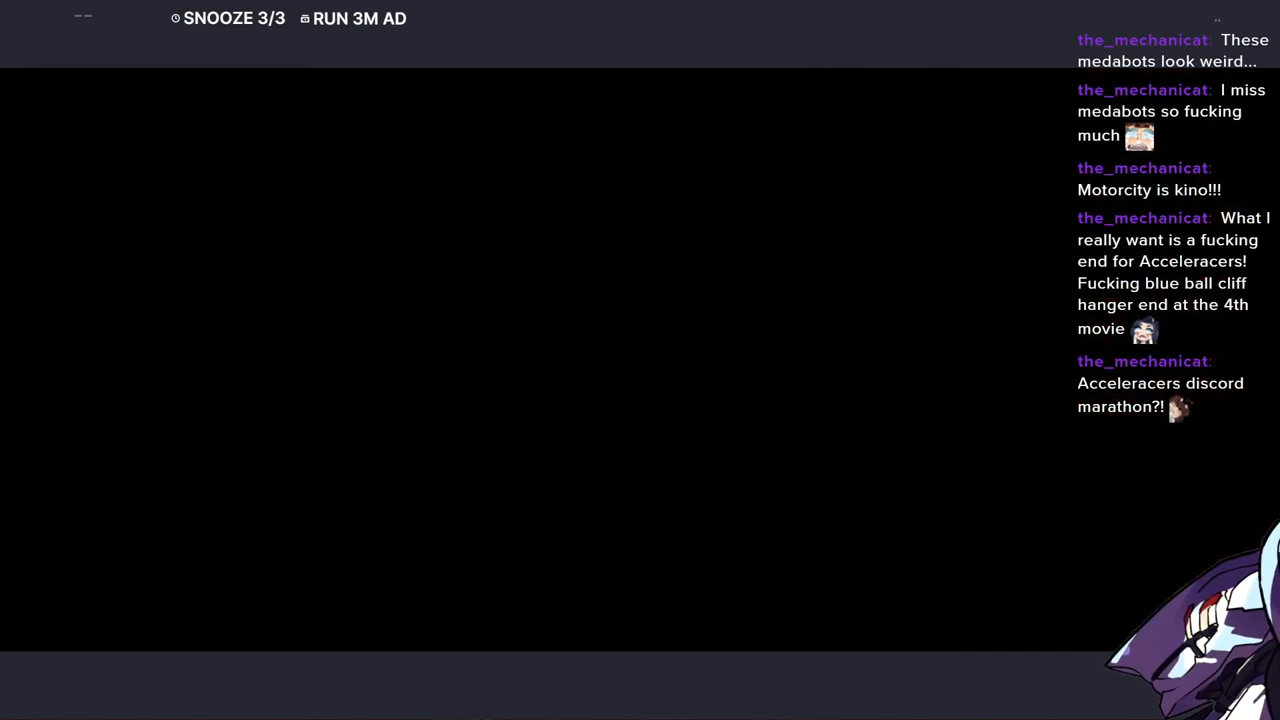 SNOOZE 3/3 RUN 3M AD
the_mechanicat: These
medabots look weird...
the_mechanicat: I miss
medabots so fucking
much
the_mechanicat:
Motorcity is kino!!!
the_mechanicat: What I
really want is a fucking
end for Acceleracers!
Fucking blue ball cliff
hanger end at the 4th
movie
the_mechanicat:
Acceleracers discord
marathon?!